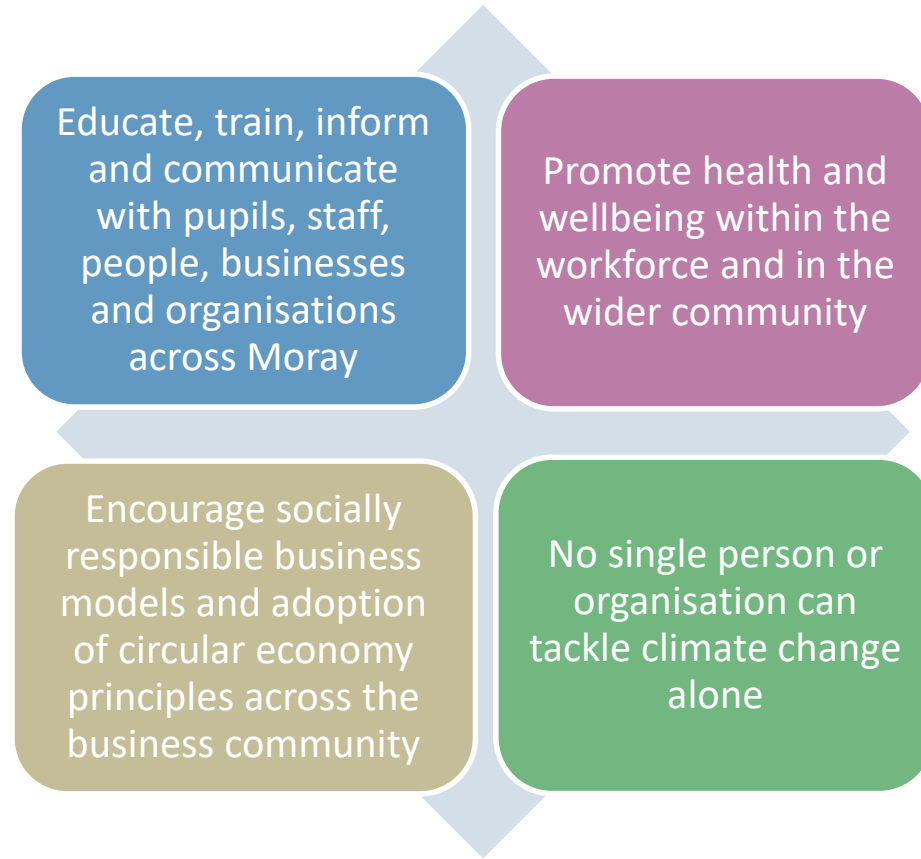 Educate, train, inform
and communicate
with pupils, staff,
people, businesses
and organisations
across Moray
Promote health and
wellbeing within the
workforce and in the
wider community
Encourage socially
responsible business
models and adoption
of circular economy
principles across the
business community
No single person or
organisation can
tackle climate change
alone